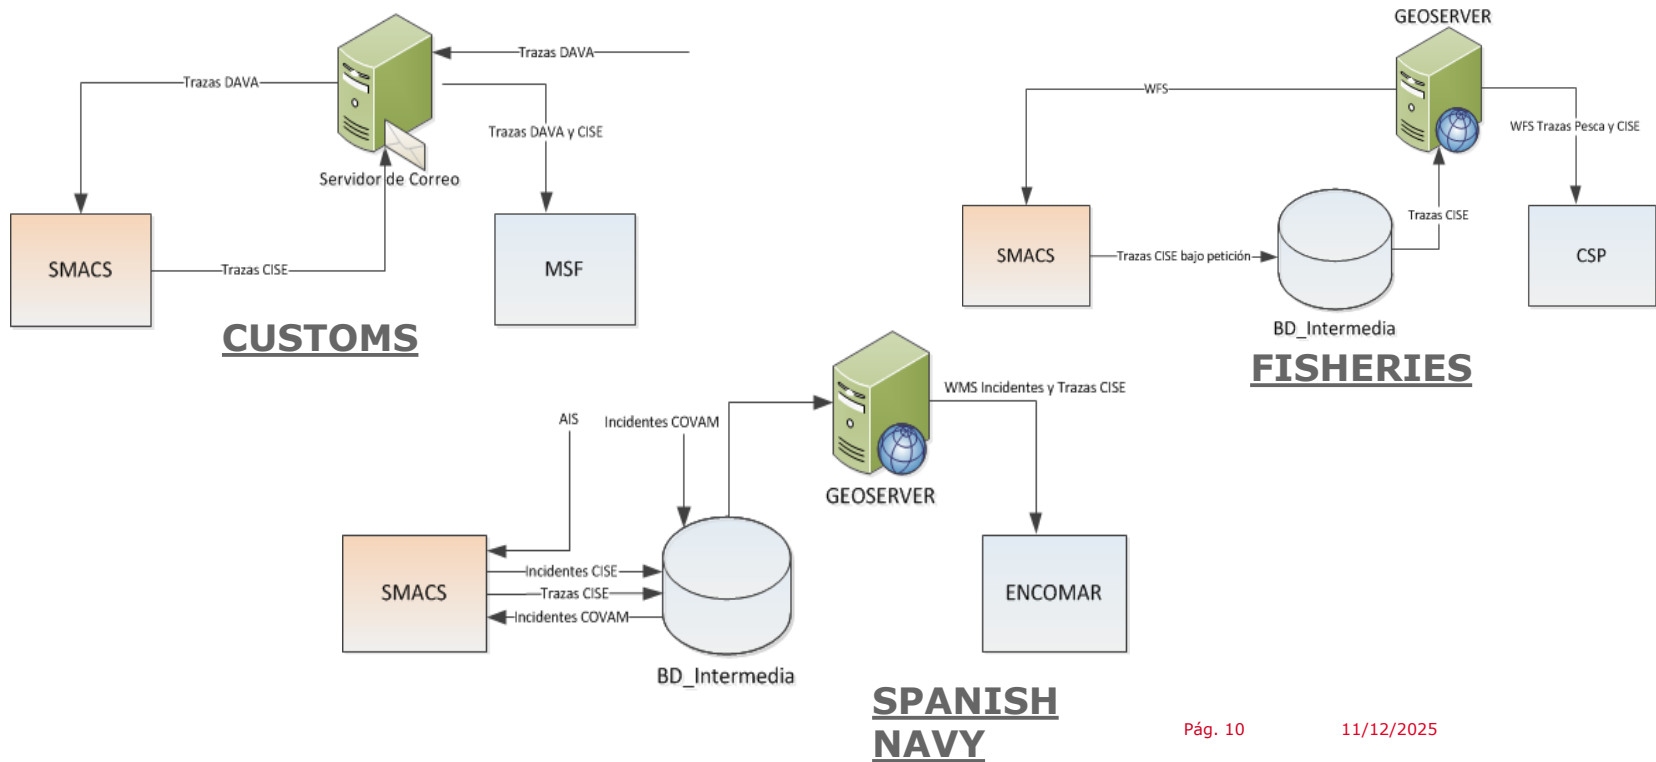 Trazas DAVA
Trazas DAVA
Trazas DAVA y CISE
Servidor de Correo
SMACS
Trazas CISE
MSF
CUSTOMS
GEOSERVER
WFS
WFS Trazas Pesca y CISE
Trazas CISE
SMACS
Trazas CISE bajo petición
CSP
BD_Intermedia
FISHERIES
WMS Incidentes y Trazas CISE
AIS
Incidentes COVAM
GEOSERVER
SMACS
Incidentes CISE
Trazas CISE
Incidentes COVAM
ENCOMAR
BD_Intermedia
SPANISH
NAVY
Pág. 10
11/12/2025